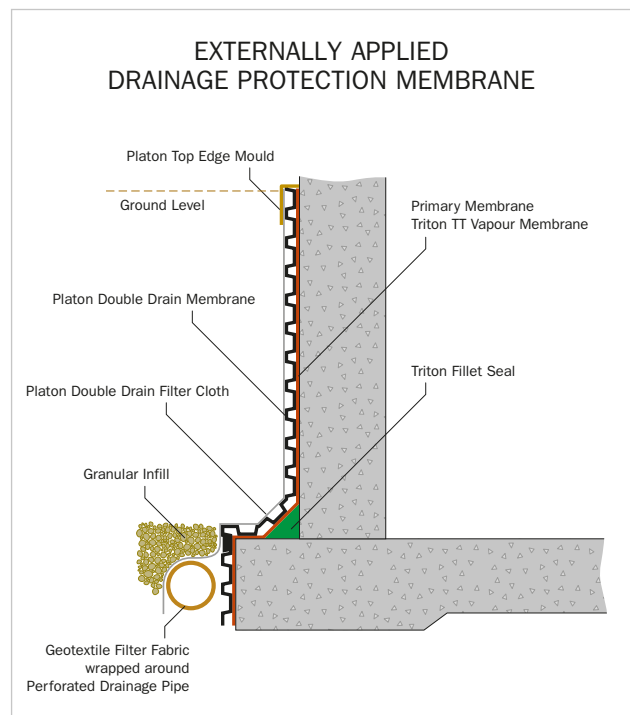 EXTERNALLY APPLIED
DRAINAGE PROTECTION MEMBRANE
Platon Top Edge Mould
Ground Level
Primary Membrane
Triton TT Vapour Membrane
Platon Double Drain Membrane
Platon Double Drain Filter Cloth
Triton Fillet Seal
Granular Infill
Geotextile Filter Fabric
wrapped around
Perforated Drainage Pipe